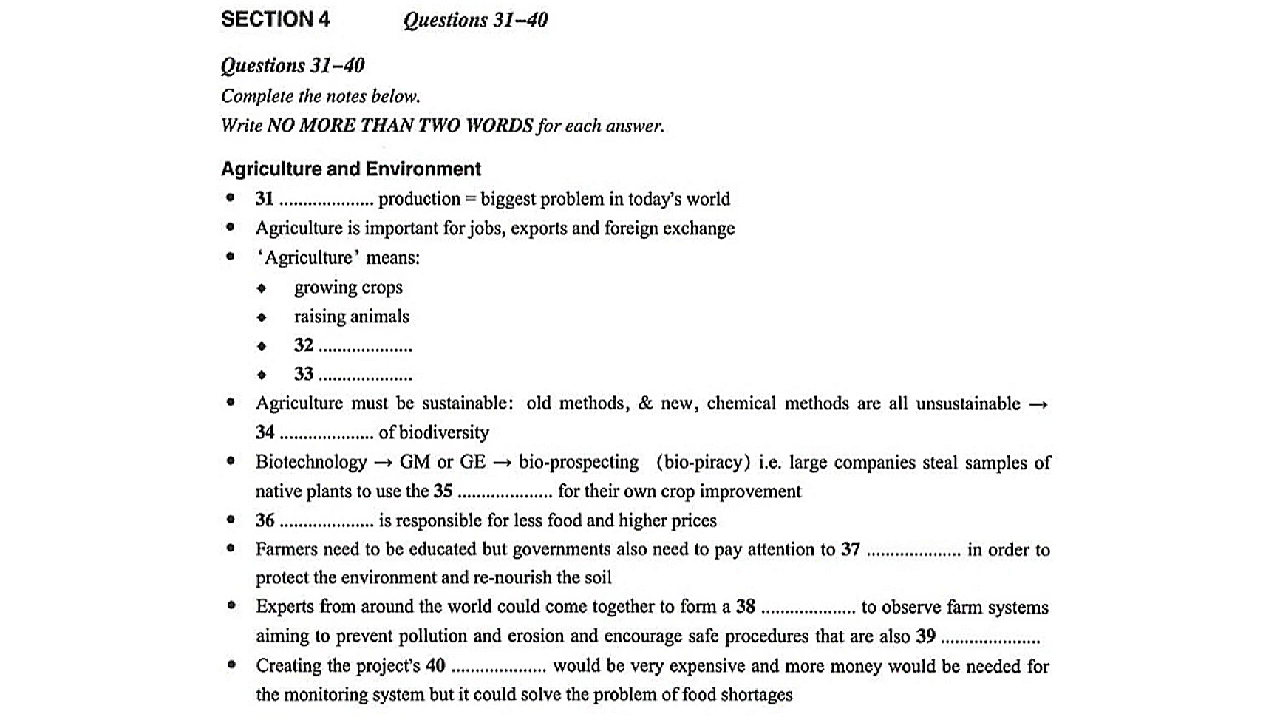 SECTION 4 Questions 31–40
Questions 31–40
Complete the notes below.
Write NO MORE THAN TWO WORDS for each answer.
Agriculture and Environment
• 31 .................... production = biggest problem in today's world
• Agriculture is important for jobs, exports and foreign exchange
• 'Agriculture' means:
◆ growing crops
◆ raising animals
◆ 32 ....................
◆ 33 ....................
• Agriculture must be sustainable: old methods, & new, chemical methods are all unsustainable →
34 .................... of biodiversity
• Biotechnology → GM or GE → bio-prospecting (bio-piracy) i.e. large companies steal samples of
native plants to use the 35 .................... for their own crop improvement
• 36 .................... is responsible for less food and higher prices
• Farmers need to be educated but governments also need to pay attention to 37 .................... in order to
protect the environment and re-nourish the soil
• Experts from around the world could come together to form a 38 .................... to observe farm systems
aiming to prevent pollution and erosion and encourage safe procedures that are also 39 .....................
• Creating the project's 40 .................... would be very expensive and more money would be needed for
the monitoring system but it could solve the problem of food shortages